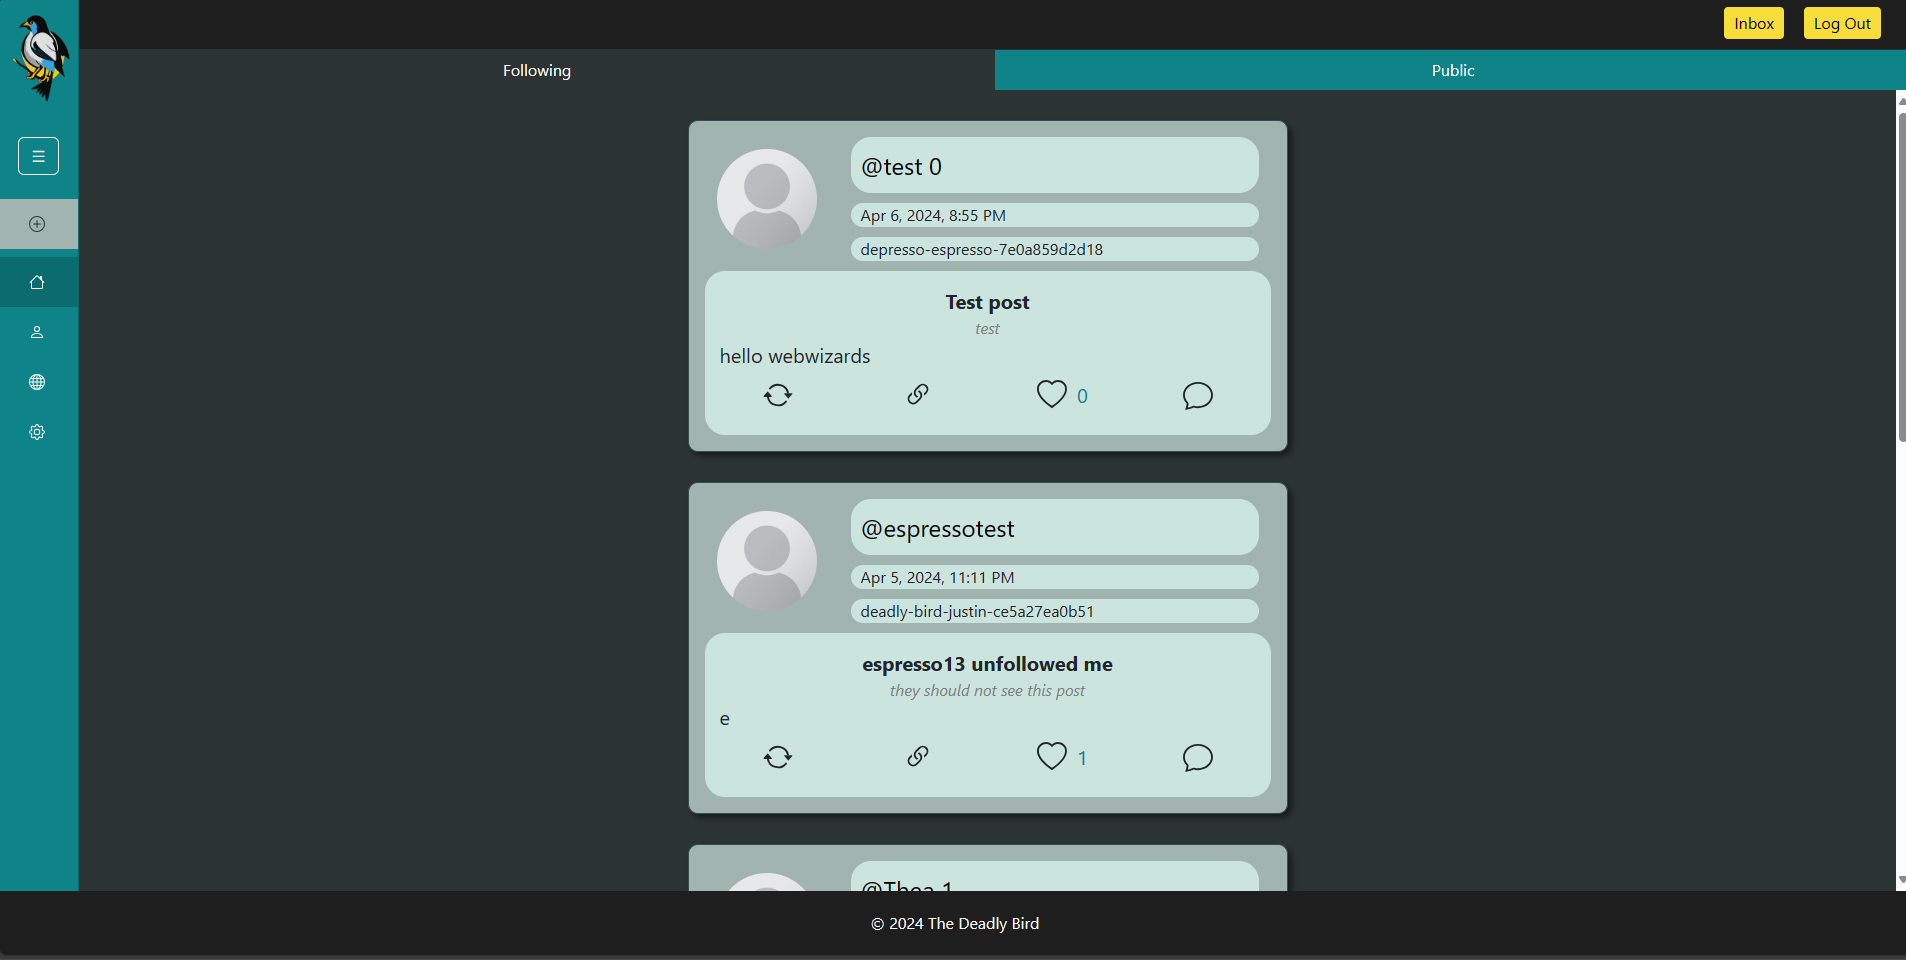 Inbox
Log Out
Following
Public
@test 0
Apr 6, 2024, 8:55 PM
depresso-espresso-7e0a859d2d18
Test post
test
hello webwizards
0
@espressotest
Apr 5, 2024, 11:11 PM
deadly-bird-justin-ce5a27ea0b51
espresso13 unfollowed me
they should not see this post
e
1
@Thea 1
© 2024 The Deadly Bird